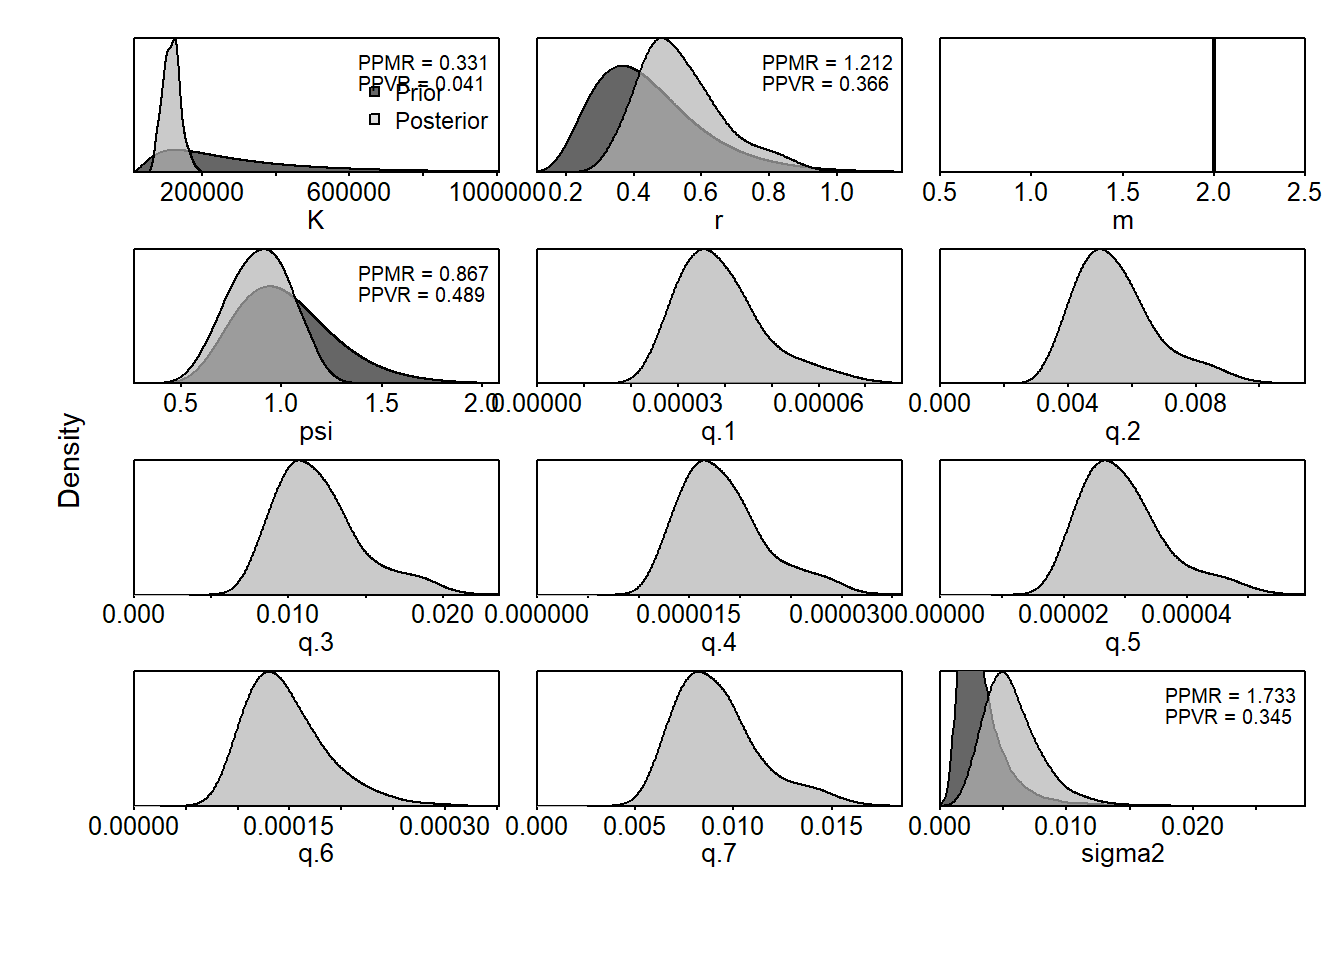 PPMR = 0.331
PPVR = 0.041
Prior
Posterior
200000 600000 1000000
K
PPMR = 1.212
PPVR = 0.366
0.2 0.4 0.6 0.8 1.0
r
0.5 1.0 1.5 2.0 2.5
m
PPMR = 0.867
PPVR = 0.489
0.5 1.0 1.5 2.0
psi
0.00000 0.00003 0.00006
q.1
0.000 0.004 0.008
q.2
Density
0.000 0.010 0.020
q.3
0.000000 0.000015 0.000030
q.4
0.00000 0.00002 0.00004
q.5
0.00000 0.00015 0.00030
q.6
0.000 0.005 0.010 0.015
q.7
PPMR = 1.733
PPVR = 0.345
0.000 0.010 0.020
sigma2